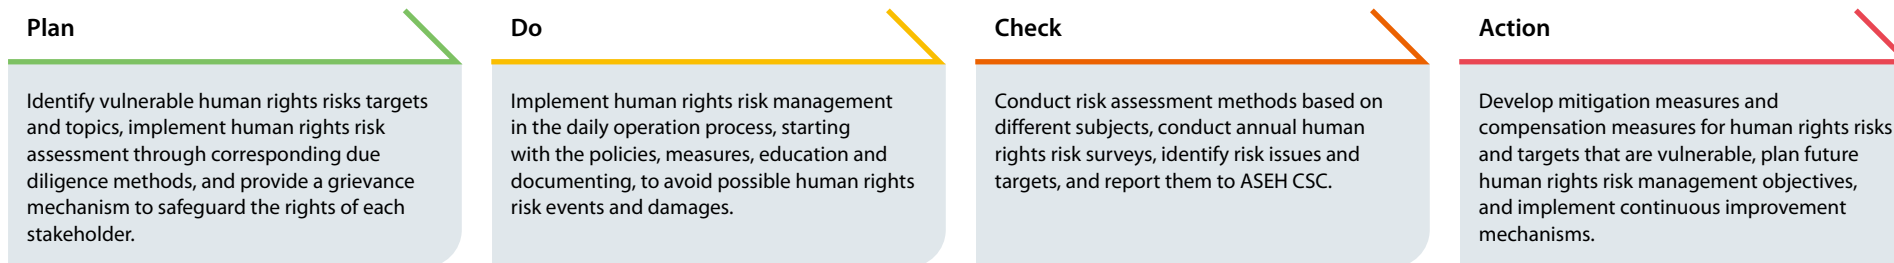 Plan
Identify vulnerable human rights risks targets
and topics, implement human rights risk
assessment through corresponding due
diligence methods, and provide a grievance
mechanism to safeguard the rights of each
stakeholder.
Do
Implement human rights risk management
in the daily operation process, starting
with the policies, measures, education and
documenting, to avoid possible human rights
risk events and damages.
Check
Conduct risk assessment methods based on
different subjects, conduct annual human
rights risk surveys, identify risk issues and
targets, and report them to ASEH CSC.
Action
Develop mitigation measures and
compensation measures for human rights risks
and targets that are vulnerable, plan future
human rights risk management objectives,
and implement continuous improvement
mechanisms.